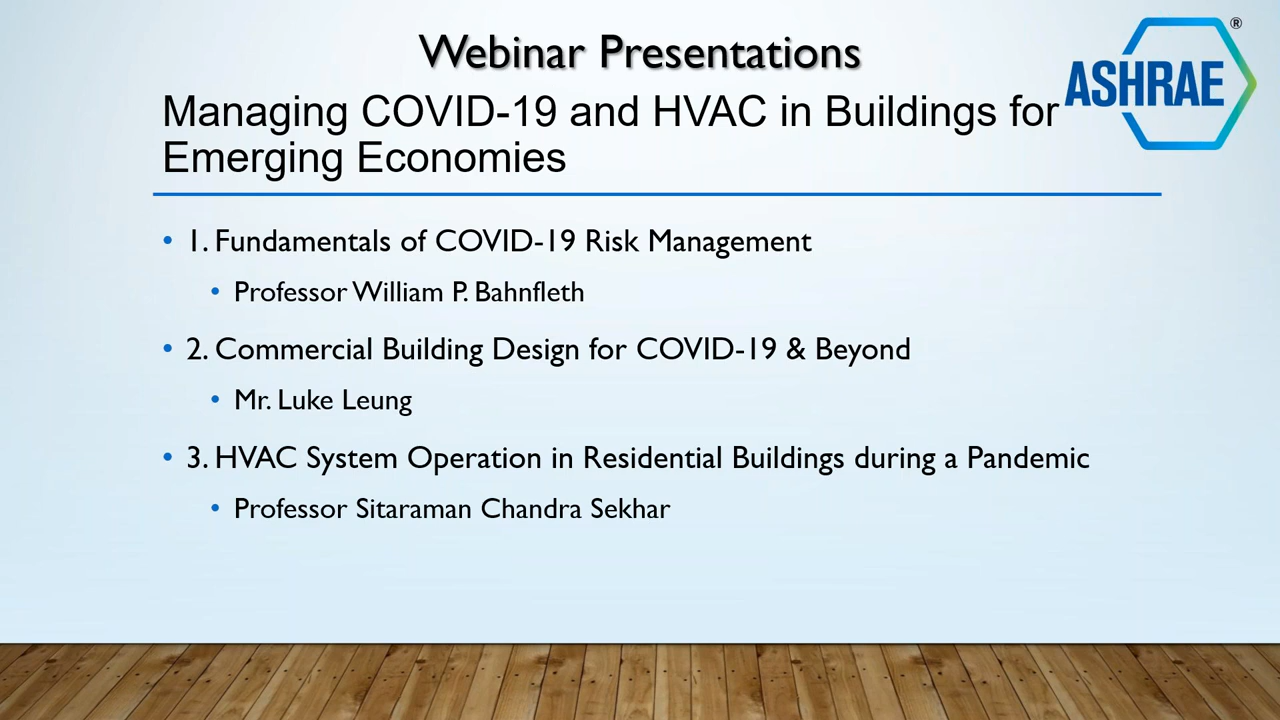 Webinar Presentations
ASHRAE®
Managing COVID-19 and HVAC in Buildings for
Emerging Economies
• 1. Fundamentals of COVID-19 Risk Management
• Professor William P. Bahnfleth
• 2. Commercial Building Design for COVID-19 & Beyond
• Mr. Luke Leung
• 3. HVAC System Operation in Residential Buildings during a Pandemic
• Professor Sitaraman Chandra Sekhar